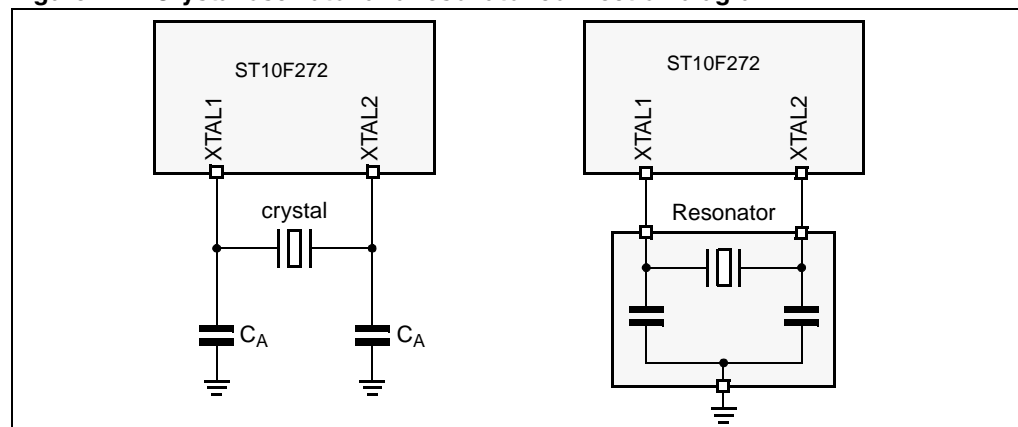 ST10F272
XTAL1
XTAL2
crystal
CA
CA
ST10F272
XTAL1
XTAL2
Resonator